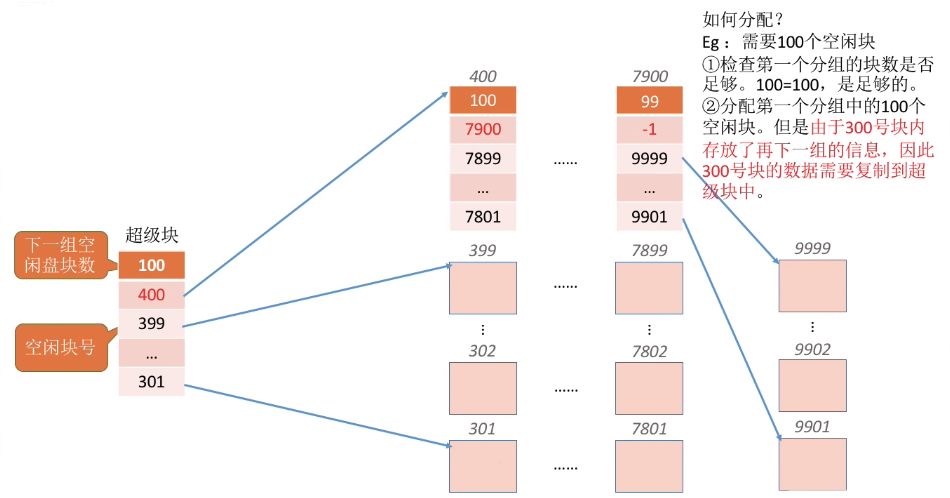 如何分配？
Eg：需要100个空闲块
①检查第一个分组的块数是否
足够。100=100，是足够的。
②分配第一个分组中的100个
空闲块。但是由于300号块内
存放了再下一组的信息，因此
300号块的数据需要复制到超
级块中。
400
7900
100
99
7900
-1
7899
......
9999
...
...
7801
9901
超级块
下一组空
闲盘块数
100
400
空闲块号
399
...
301
399
7899
9999
......
⋮
⋮
⋮
302
7802
9902
......
301
7801
9901
......